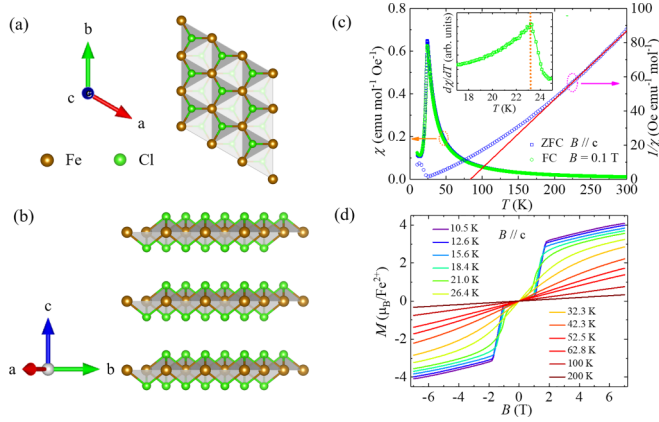 (a)
b
c
a
Fe
Cl
(b)
c
a
b
(c)
0.8
0.6
0.4
0.2
0.0
χ (emu mol⁻¹ Oe⁻¹)
0
50
100
150
200
250
300
T (K)
100
80
60
40
20
0
1/χ (Oe emu⁻¹ mol⁻¹)
dχ/dT (arb. units)
18
20
22
24
T (K)
ZFC B // c
FC B = 0.1 T
(d)
4
2
0
-2
-4
M (μB/Fe²⁺)
10.5 K
12.6 K
15.6 K
18.4 K
21.0 K
26.4 K
B // c
32.3 K
42.3 K
52.5 K
62.8 K
100 K
200 K
-6
-4
-2
0
2
4
6
B (T)